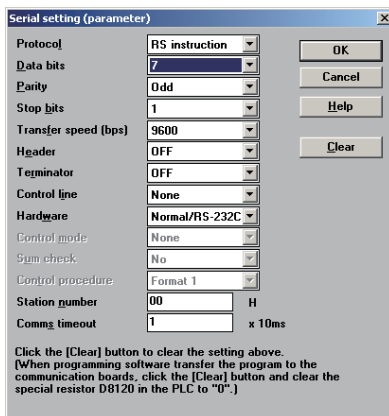 Serial setting (parameter)
Protocol RS instruction OK
Data bits 7 Cancel
Parity Odd
Stop bits 1 Help
Transfer speed (bps) 9600
Header OFF Clear
Terminator OFF
Control line None
Hardware Normal/RS-232C
Control mode None
Sum check No
Control procedure Format 1
Station number 00 H
Comms timeout 1 x 10ms
Click the [Clear] button to clear the setting above.
(When programming software transfer the program to the
communication boards, click the [Clear] button and clear the
special resistor D8120 in the PLC to "0".)